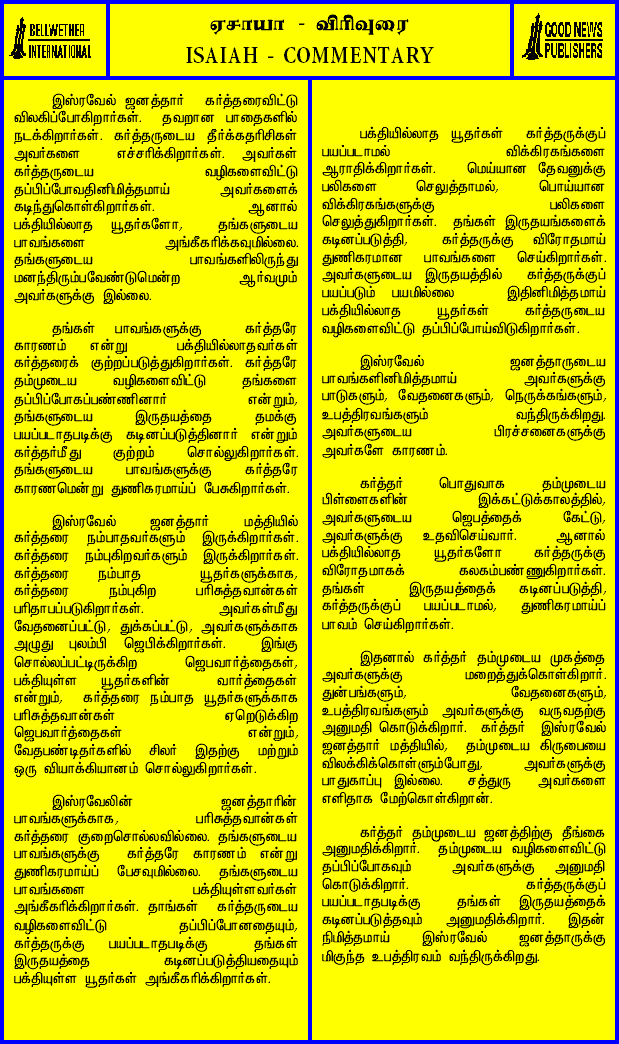 BELLWETHER
INTERNATIONAL
ஏசாயா - விரிவுரை
ISAIAH - COMMENTARY
GOOD NEWS
PUBLISHERS
இஸ்ரவேல் ஜனத்தார் கர்த்தரைவிட்டு
விலகிப்போகிறார்கள். தவறான பாதைகளில்
நடக்கிறார்கள். கர்த்தருடைய தீர்க்கதரிசிகள்
அவர்களை எச்சரிக்கிறார்கள். அவர்கள்
கர்த்தருடைய வழிகளைவிட்டு
தப்பிப்போவதினிமித்தமாய் அவர்களைக்
கடிந்துகொள்கிறார்கள். ஆனால்
பக்தியில்லாத யூதர்களோ, தங்களுடைய
பாவங்களை அங்கீகரிக்கவுமில்லை.
தங்களுடைய பாவங்களிலிருந்து
மனந்திரும்பவேண்டுமென்ற ஆர்வமும்
அவர்களுக்கு இல்லை.
தங்கள் பாவங்களுக்கு கர்த்தரே
காரணம் என்று பக்தியில்லாதவர்கள்
கர்த்தரைக் குற்றப்படுத்துகிறார்கள். கர்த்தரே
தம்முடைய வழிகளைவிட்டு தங்களை
தப்பிப்போகப்பண்ணினார் என்றும்,
தங்களுடைய இருதயத்தை தமக்கு
பயப்படாதபடிக்கு கடினப்படுத்தினார் என்றும்
கர்த்தர்மீது குற்றம் சொல்லுகிறார்கள்.
தங்களுடைய பாவங்களுக்கு கர்த்தரே
காரணமென்று துணிகரமாய்ப் பேசுகிறார்கள்.
இஸ்ரவேல் ஜனத்தார் மத்தியில்
கர்த்தரை நம்பாதவர்களும் இருக்கிறார்கள்.
கர்த்தரை நம்புகிறவர்களும் இருக்கிறார்கள்.
கர்த்தரை நம்பாத யூதர்களுக்காக,
கர்த்தரை நம்புகிற பரிசுத்தவான்கள்
பரிதாபப்படுகிறார்கள். அவர்கள்மீது
வேதனைப்பட்டு, துக்கப்பட்டு, அவர்களுக்காக
அழுது புலம்பி ஜெபிக்கிறார்கள். இங்கு
சொல்லப்பட்டிருக்கிற ஜெபவார்த்தைகள்,
பக்தியுள்ள யூதர்களின் வார்த்தைகள்
என்றும், கர்த்தரை நம்பாத யூதர்களுக்காக
பரிசுத்தவான்கள் ஏறெடுக்கிற
ஜெபவார்த்தைகள் என்றும்,
வேதபண்டிதர்களில் சிலர் இதற்கு மற்றும்
ஒரு வியாக்கியானம் சொல்லுகிறார்கள்.
இஸ்ரவேலின் ஜனத்தாரின்
பாவங்களுக்காக, பரிசுத்தவான்கள்
கர்த்தரை குறைசொல்லவில்லை. தங்களுடைய
பாவங்களுக்கு கர்த்தரே காரணம் என்று
துணிகரமாய்ப் பேசவுமில்லை. தங்களுடைய
பாவங்களை பக்தியுள்ளவர்கள்
அங்கீகரிக்கிறார்கள். தாங்கள் கர்த்தருடைய
வழிகளைவிட்டு தப்பிப்போனதையும்,
கர்த்தருக்கு பயப்படாதபடிக்கு தங்கள்
இருதயத்தை கடினப்படுத்தியதையும்
பக்தியுள்ள யூதர்கள் அங்கீகரிக்கிறார்கள்.
பக்தியில்லாத யூதர்கள் கர்த்தருக்குப்
பயப்படாமல் விக்கிரகங்களை
ஆராதிக்கிறார்கள். மெய்யான தேவனுக்கு
பலிகளை செலுத்தாமல், பொய்யான
விக்கிரகங்களுக்கு பலிகளை
செலுத்துகிறார்கள். தங்கள் இருதயங்களைக்
கடினப்படுத்தி, கர்த்தருக்கு விரோதமாய்
துணிகரமான பாவங்களை செய்கிறார்கள்.
அவர்களுடைய இருதயத்தில் கர்த்தருக்குப்
பயப்படும் பயமில்லை இதினிமித்தமாய்
பக்தியில்லாத யூதர்கள் கர்த்தருடைய
வழிகளைவிட்டு தப்பிப்போய்விடுகிறார்கள்.
இஸ்ரவேல் ஜனத்தாருடைய
பாவங்களினிமித்தமாய் அவர்களுக்கு
பாடுகளும், வேதனைகளும், நெருக்கங்களும்,
உபத்திரவங்களும் வந்திருக்கிறது.
அவர்களுடைய பிரச்சனைகளுக்கு
அவர்களே காரணம்.
கர்த்தர் பொதுவாக தம்முடைய
பிள்ளைகளின் இக்கட்டுக்காலத்தில்,
அவர்களுடைய ஜெபத்தைக் கேட்டு,
அவர்களுக்கு உதவிசெய்வார். ஆனால்
பக்தியில்லாத யூதர்களோ கர்த்தருக்கு
விரோதமாகக் கலகம்பண்ணுகிறார்கள்.
தங்கள் இருதயத்தைக் கடினப்படுத்தி,
கர்த்தருக்குப் பயப்படாமல், துணிகரமாய்ப்
பாவம் செய்கிறார்கள்.
இதனால் கர்த்தர் தம்முடைய முகத்தை
அவர்களுக்கு மறைத்துக்கொள்கிறார்.
துன்பங்களும், வேதனைகளும்,
உபத்திரவங்களும் அவர்களுக்கு வருவதற்கு
அனுமதி கொடுக்கிறார். கர்த்தர் இஸ்ரவேல்
ஜனத்தார் மத்தியில், தம்முடைய கிருபையை
விலக்கிக்கொள்ளும்போது, அவர்களுக்கு
பாதுகாப்பு இல்லை. சத்துரு அவர்களை
எளிதாக மேற்கொள்கிறான்.
கர்த்தர் தம்முடைய ஜனத்திற்கு தீங்கை
அனுமதிக்கிறார். தம்முடைய வழிகளைவிட்டு
தப்பிப்போகவும் அவர்களுக்கு அனுமதி
கொடுக்கிறார். கர்த்தருக்குப்
பயப்படாதபடிக்கு தங்கள் இருதயத்தைக்
கடினப்படுத்தவும் அனுமதிக்கிறார். இதன்
நிமித்தமாய் இஸ்ரவேல் ஜனத்தாருக்கு
மிகுந்த உபத்திரவம் வந்திருக்கிறது.